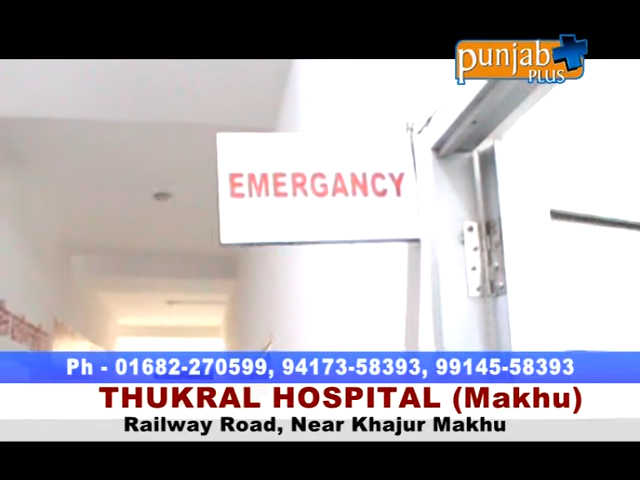 punjab
PLUS
EMERGANCY
Ph - 01682-270599, 94173-58393, 99145-58393
THUKRAL HOSPITAL (Makhu)
Railway Road, Near Khajur Makhu